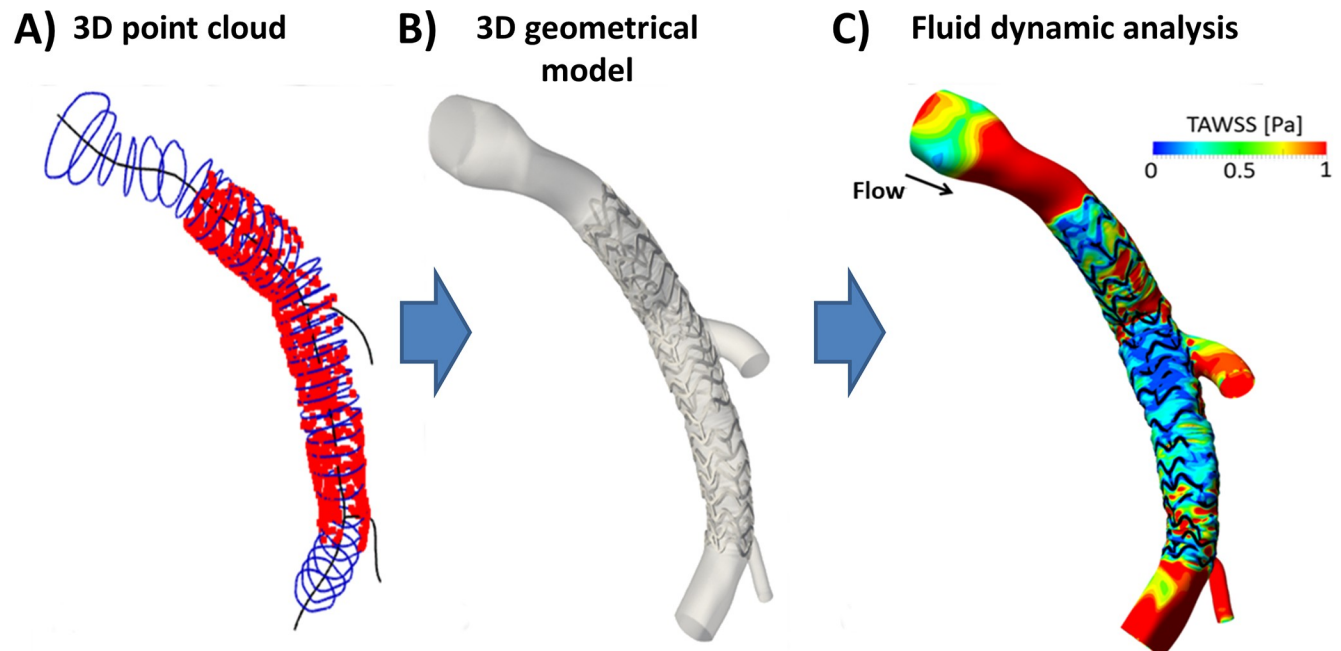 A) 3D point cloud
B) 3D geometrical
model
C) Fluid dynamic analysis
TAWSS [Pa]
0 0.5 1
Flow